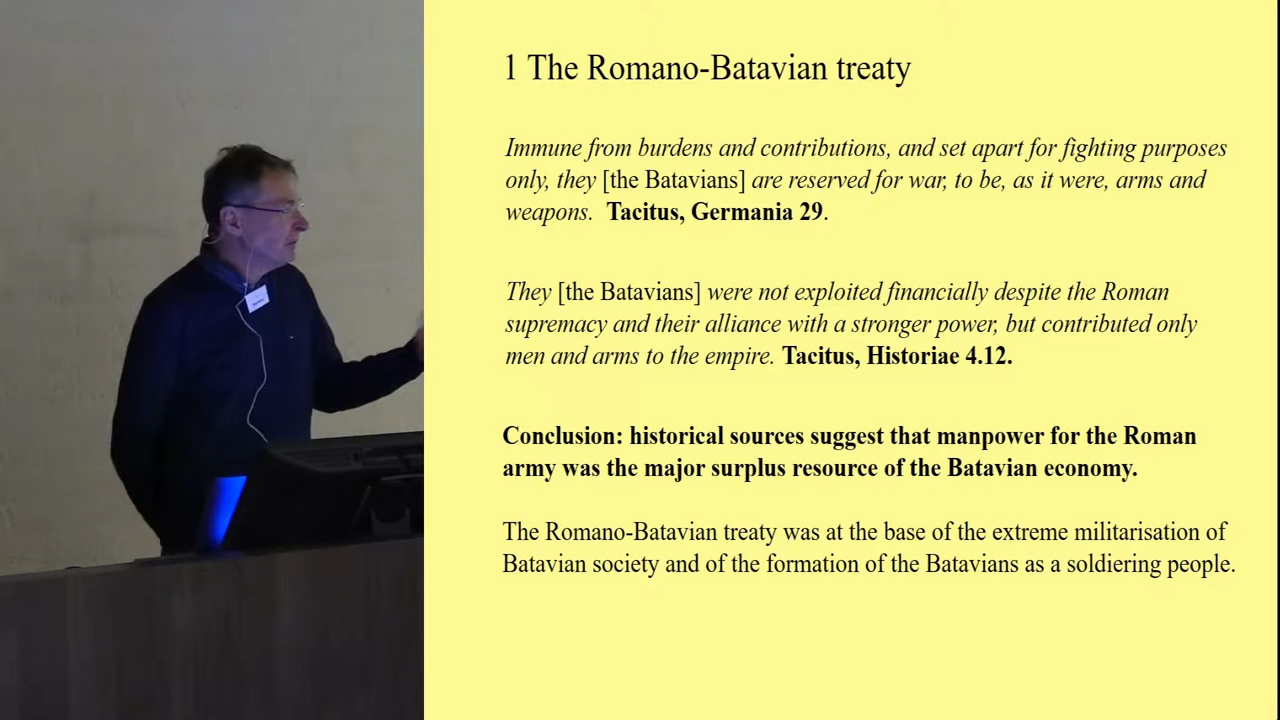 1 The Romano-Batavian treaty
Immune from burdens and contributions, and set apart for fighting purposes
only, they [the Batavians] are reserved for war, to be, as it were, arms and
weapons. Tacitus, Germania 29.
They [the Batavians] were not exploited financially despite the Roman
supremacy and their alliance with a stronger power, but contributed only
men and arms to the empire. Tacitus, Historiae 4.12.
Conclusion: historical sources suggest that manpower for the Roman
army was the major surplus resource of the Batavian economy.
The Romano-Batavian treaty was at the base of the extreme militarisation of
Batavian society and of the formation of the Batavians as a soldiering people.